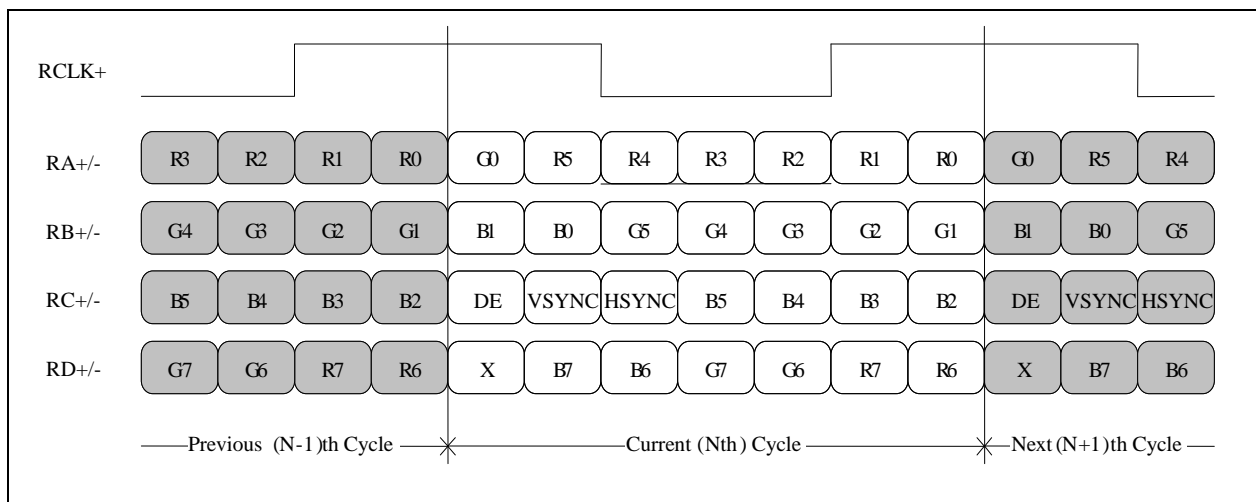 RCLK+
RA+/- R3 R2 R1 R0 G0 R5 R4 R3 R2 R1 R0 G0 R5 R4
RB+/- G4 G3 G2 G1 B1 B0 G5 G4 G3 G2 G1 B1 B0 G5
RC+/- B5 B4 B3 B2 DE VSYNC HSYNC B5 B4 B3 B2 DE VSYNC HSYNC
RD+/- G7 G6 R7 R6 X B7 B6 G7 G6 R7 R6 X B7 B6
Previous (N-1)th Cycle Current (Nth) Cycle Next (N+1)th Cycle